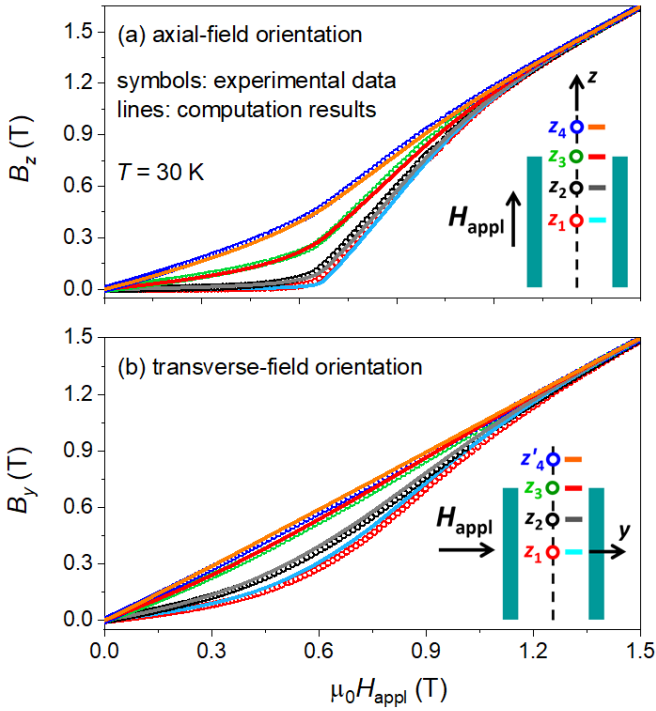 (a) axial-field orientation
symbols: experimental data
lines: computation results
T = 30 K
B_z (T)
1.5
1.2
0.9
0.6
0.3
0.0
z
z_4
z_3
z_2
z_1
H_appl
(b) transverse-field orientation
B_y (T)
1.5
1.2
0.9
0.6
0.3
0.0
z'_4
z_3
z_2
z_1
H_appl
y
0.0 0.3 0.6 0.9 1.2 1.5
μ_0H_appl (T)